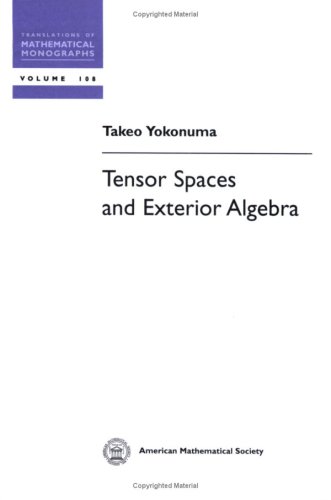 Copyrighted Material
TRANSLATIONS OF
MATHEMATICAL
MONOGRAPHS
VOLUME 108
Takeo Yokonuma
Tensor Spaces
and Exterior Algebra
American Mathematical Society
Copyrighted Material